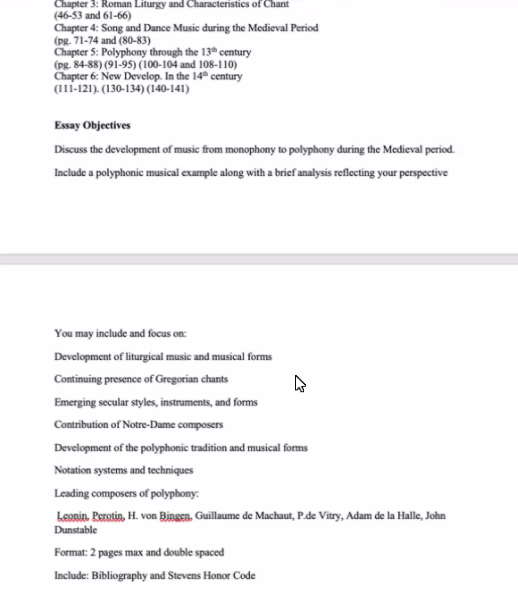 Chapter 3: Roman Liturgy and Characteristics of Chant
(46-53 and 61-66)
Chapter 4: Song and Dance Music during the Medieval Period
(pg. 71-74 and (80-83)
Chapter 5: Polyphony through the 13th century
(pg. 84-88) (91-95) (100-104 and 108-110)
Chapter 6: New Develop. In the 14th century
(111-121). (130-134) (140-141)
Essay Objectives
Discuss the development of music from monophony to polyphony during the Medieval period.
Include a polyphonic musical example along with a brief analysis reflecting your perspective
You may include and focus on:
Development of liturgical music and musical forms
Continuing presence of Gregorian chants
Emerging secular styles, instruments, and forms
Contribution of Notre-Dame composers
Development of the polyphonic tradition and musical forms
Notation systems and techniques
Leading composers of polyphony:
Leonin, Perotin, H. von Bingen, Guillaume de Machaut, P.de Vitry, Adam de la Halle, John
Dunstable
Format: 2 pages max and double spaced
Include: Bibliography and Stevens Honor Code